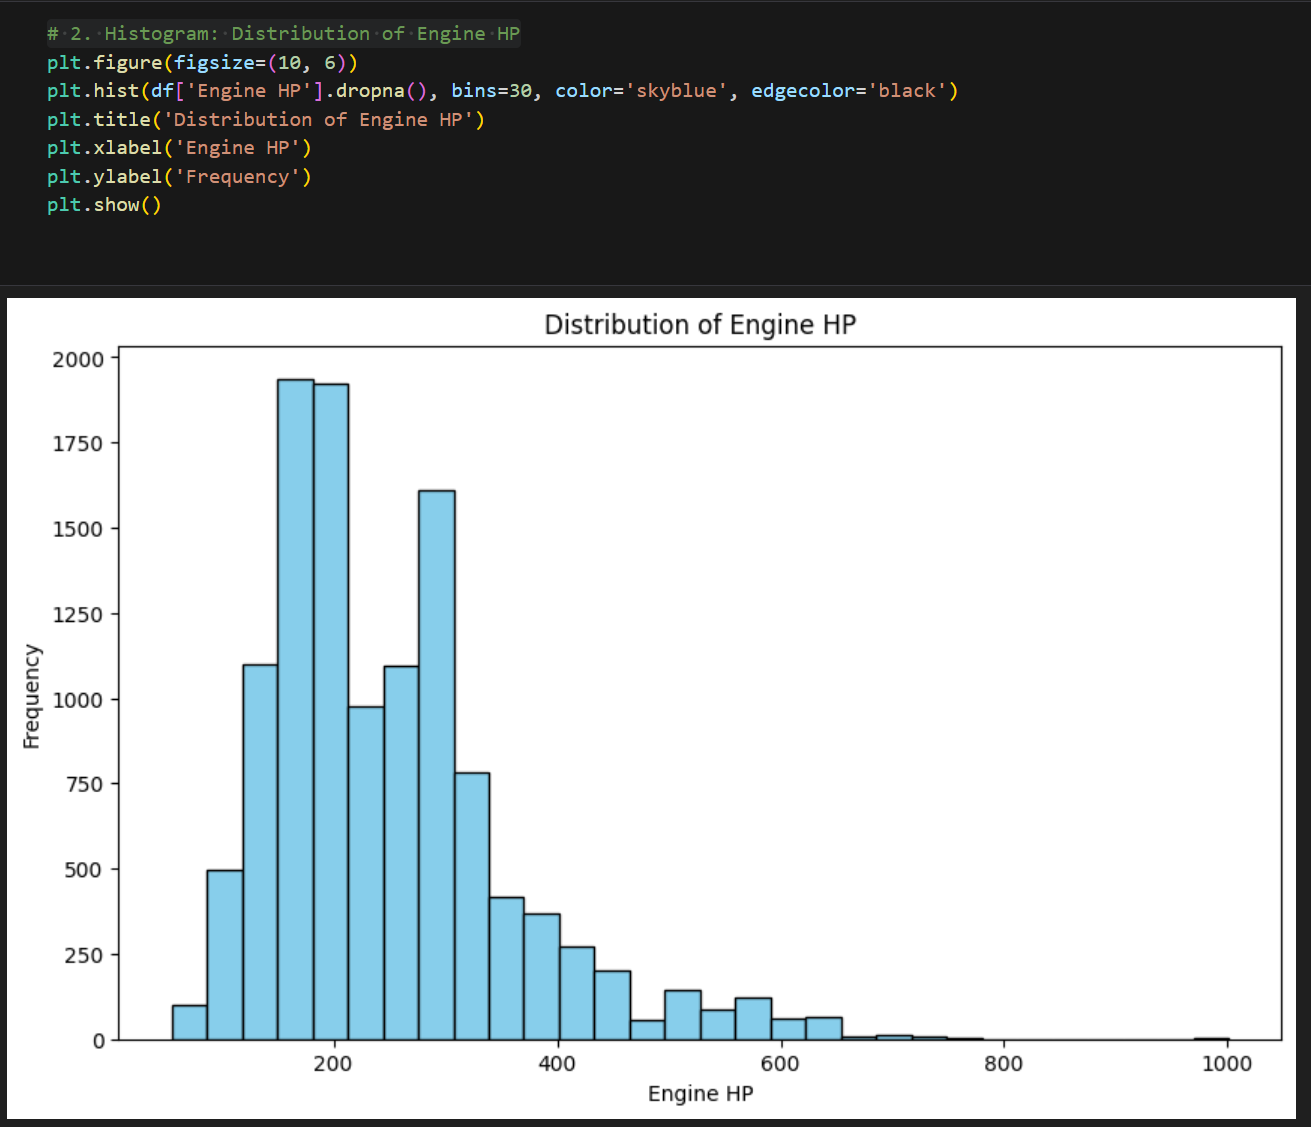 # 2. Histogram: Distribution of Engine HP
plt.figure(figsize=(10, 6))
plt.hist(df['Engine HP'].dropna(), bins=30, color='skyblue', edgecolor='black')
plt.title('Distribution of Engine HP')
plt.xlabel('Engine HP')
plt.ylabel('Frequency')
plt.show()
Distribution of Engine HP
2000
1750
1500
1250
1000
750
500
250
0
Frequency
200 400 600 800 1000
Engine HP